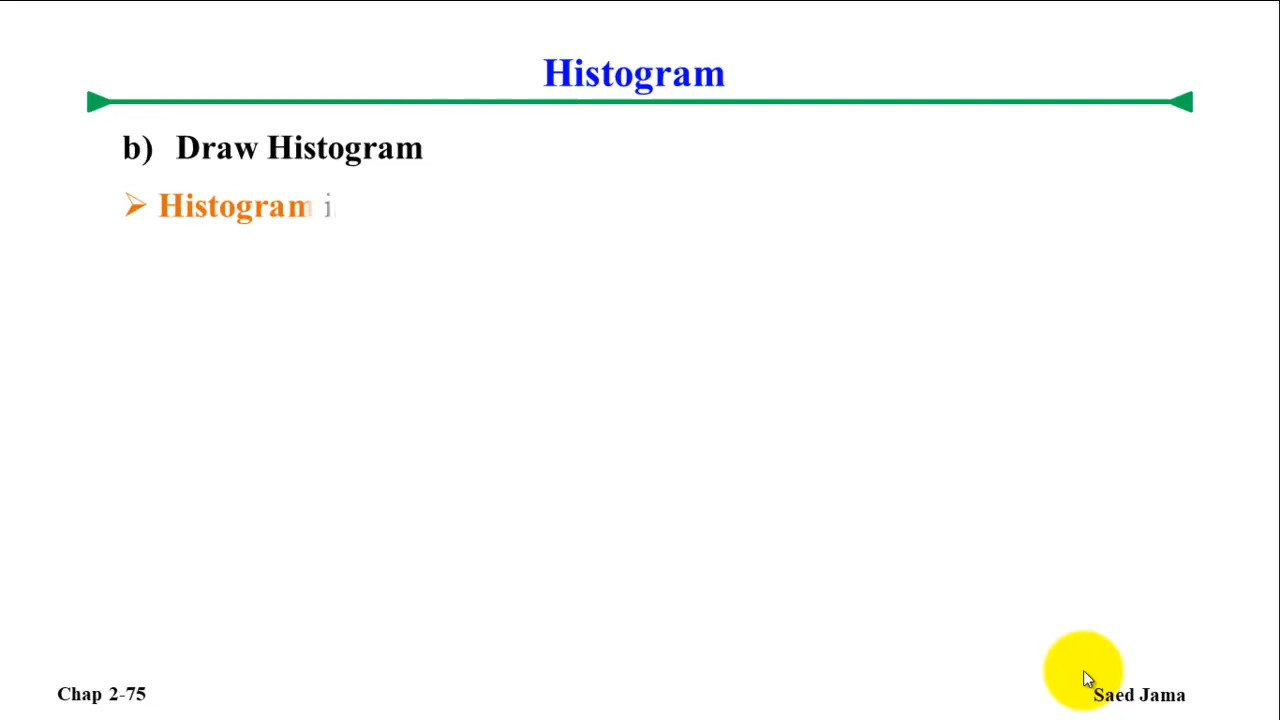 Histogram
b) Draw Histogram
➢ Histogram
Chap 2-75
Saed Jama